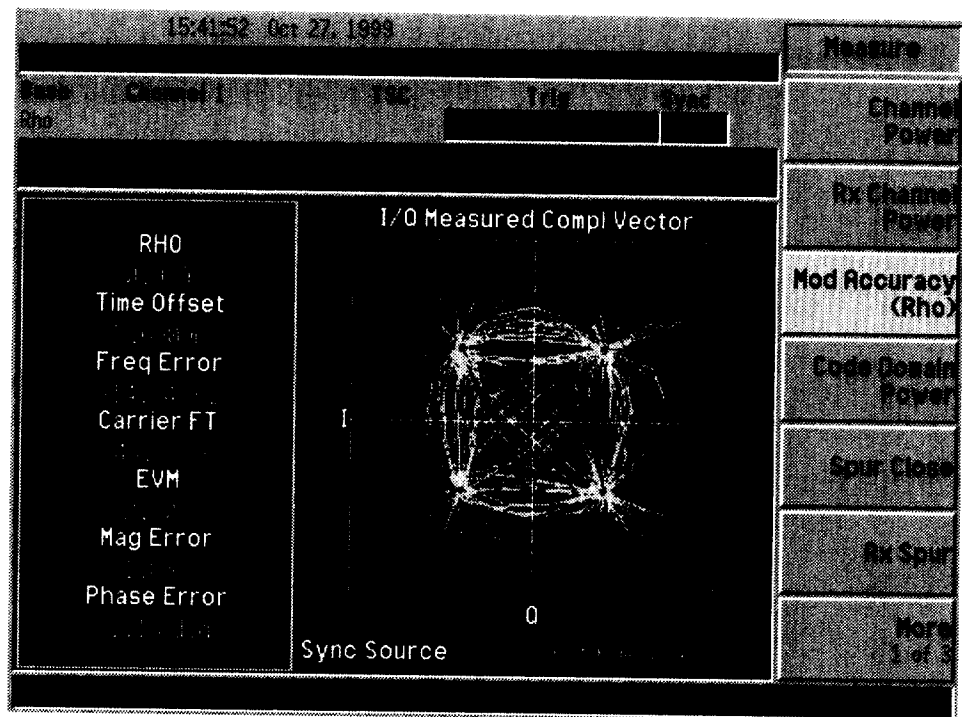 15:41:52 Oct 27, 1999
Measure
Base Channel 1 TSC Trig Sync
Rho
Channel
Power
Rx Channel
Power
Mod Accuracy
(Rho)
Code Domain
Power
Spur Close
Rx Spur
More
1 of 3
RHO
Time Offset
Freq Error
Carrier FT
EVM
Mag Error
Phase Error
I/Q Measured Compl Vector
I
Q
Sync Source